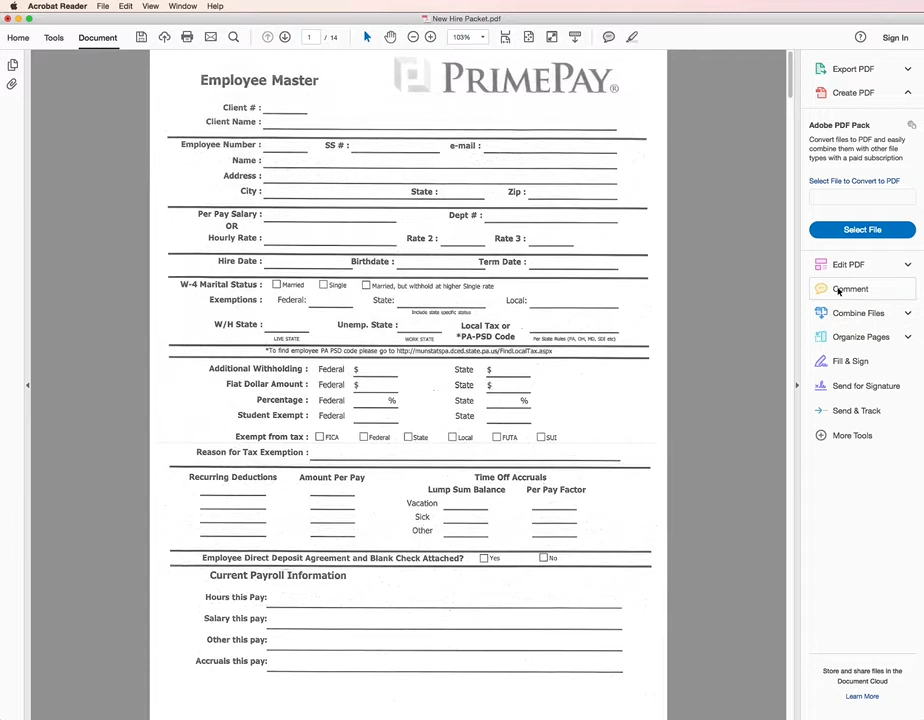 Acrobat Reader File Edit View Window Help
New Hire Packet.pdf
Home Tools Document 1 / 14 103% Sign In
Employee Master PRIMEPAY®
Client # :
Client Name :
Employee Number : SS # : e-mail :
Name :
Address :
City : State : Zip :
Per Pay Salary : Dept # :
OR
Hourly Rate : Rate 2 : Rate 3 :
Hire Date : Birthdate : Term Date :
W-4 Marital Status : Married Single Married, but withhold at higher Single rate
Exemptions : Federal: State: Local:
Include state specific status
W/H State : Unemp. State : Local Tax or
*PA-PSD Code
LIVE STATE WORK STATE Per State Rules (PA, OH, MD, SDI etc)
*To find employee PA PSD code please go to http://munstatspa.dced.state.pa.us/FindLocalTax.aspx
Additional Withholding : Federal $ State $
Flat Dollar Amount : Federal $ State $
Percentage : Federal % State %
Student Exempt : Federal State
Exempt from tax : FICA Federal State Local FUTA SUI
Reason for Tax Exemption :
Recurring Deductions Amount Per Pay Time Off Accruals
Lump Sum Balance Per Pay Factor
Vacation
Sick
Other
Employee Direct Deposit Agreement and Blank Check Attached? Yes No
Current Payroll Information
Hours this Pay:
Salary this pay:
Other this pay:
Accruals this pay:
Export PDF
Create PDF
Adobe PDF Pack
Convert files to PDF and easily
combine them with other file
types with a paid subscription
Select File to Convert to PDF
Select File
Edit PDF
Comment
Combine Files
Organize Pages
Fill & Sign
Send for Signature
Send & Track
More Tools
Store and share files in the
Document Cloud
Learn More